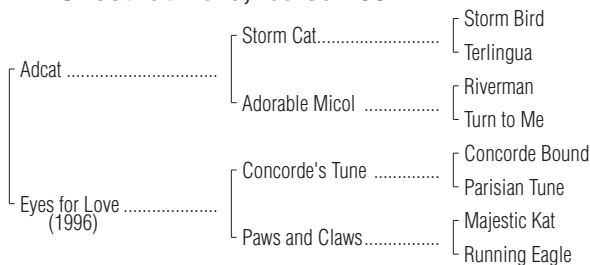 Storm Bird
Storm Cat..........................
Terlingua
Adcat ................................
Riverman
Adorable Micol ................
Turn to Me
Concorde Bound
Concorde's Tune ..............
Parisian Tune
Eyes for Love ....................
(1996)
Majestic Kat
Paws and Claws................
Running Eagle